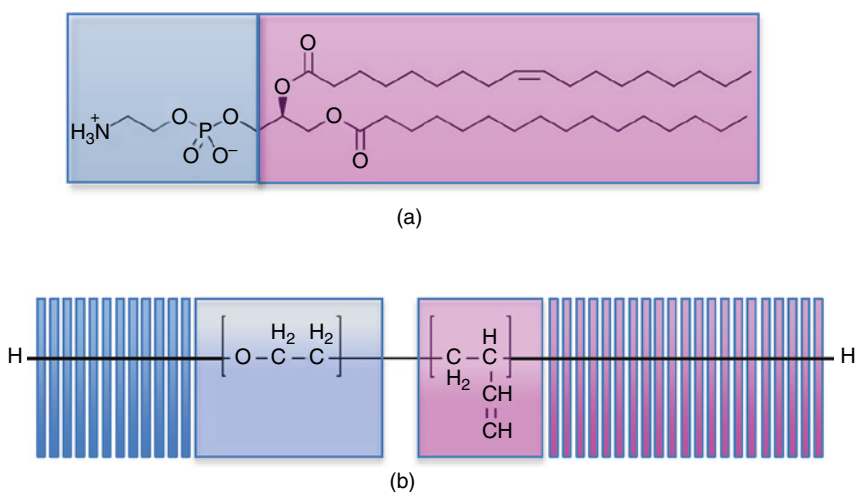 O
O
O
H3N+
O
P
O
O
O–
O
(a)
H2 H2 H
H O – C – C C – C H
H2 CH
CH
(b)